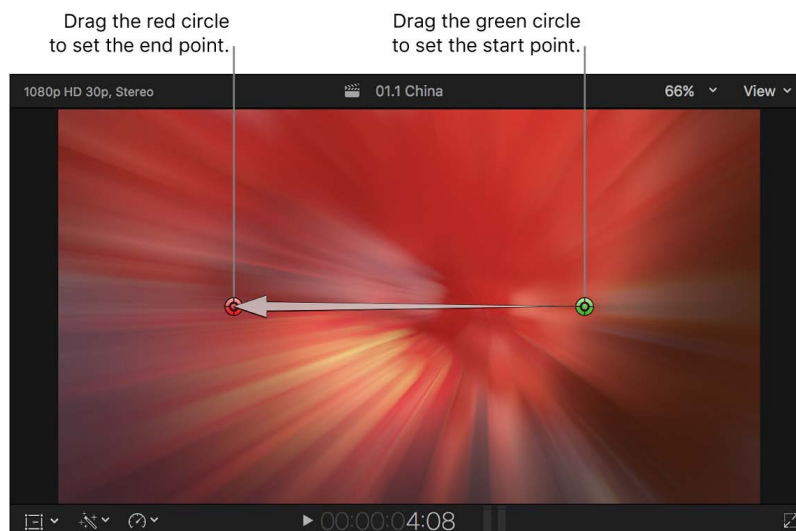 Drag the red circle
to set the end point.
Drag the green circle
to set the start point.
1080p HD 30p, Stereo
01.1 China
66%
View
00:00:04:08